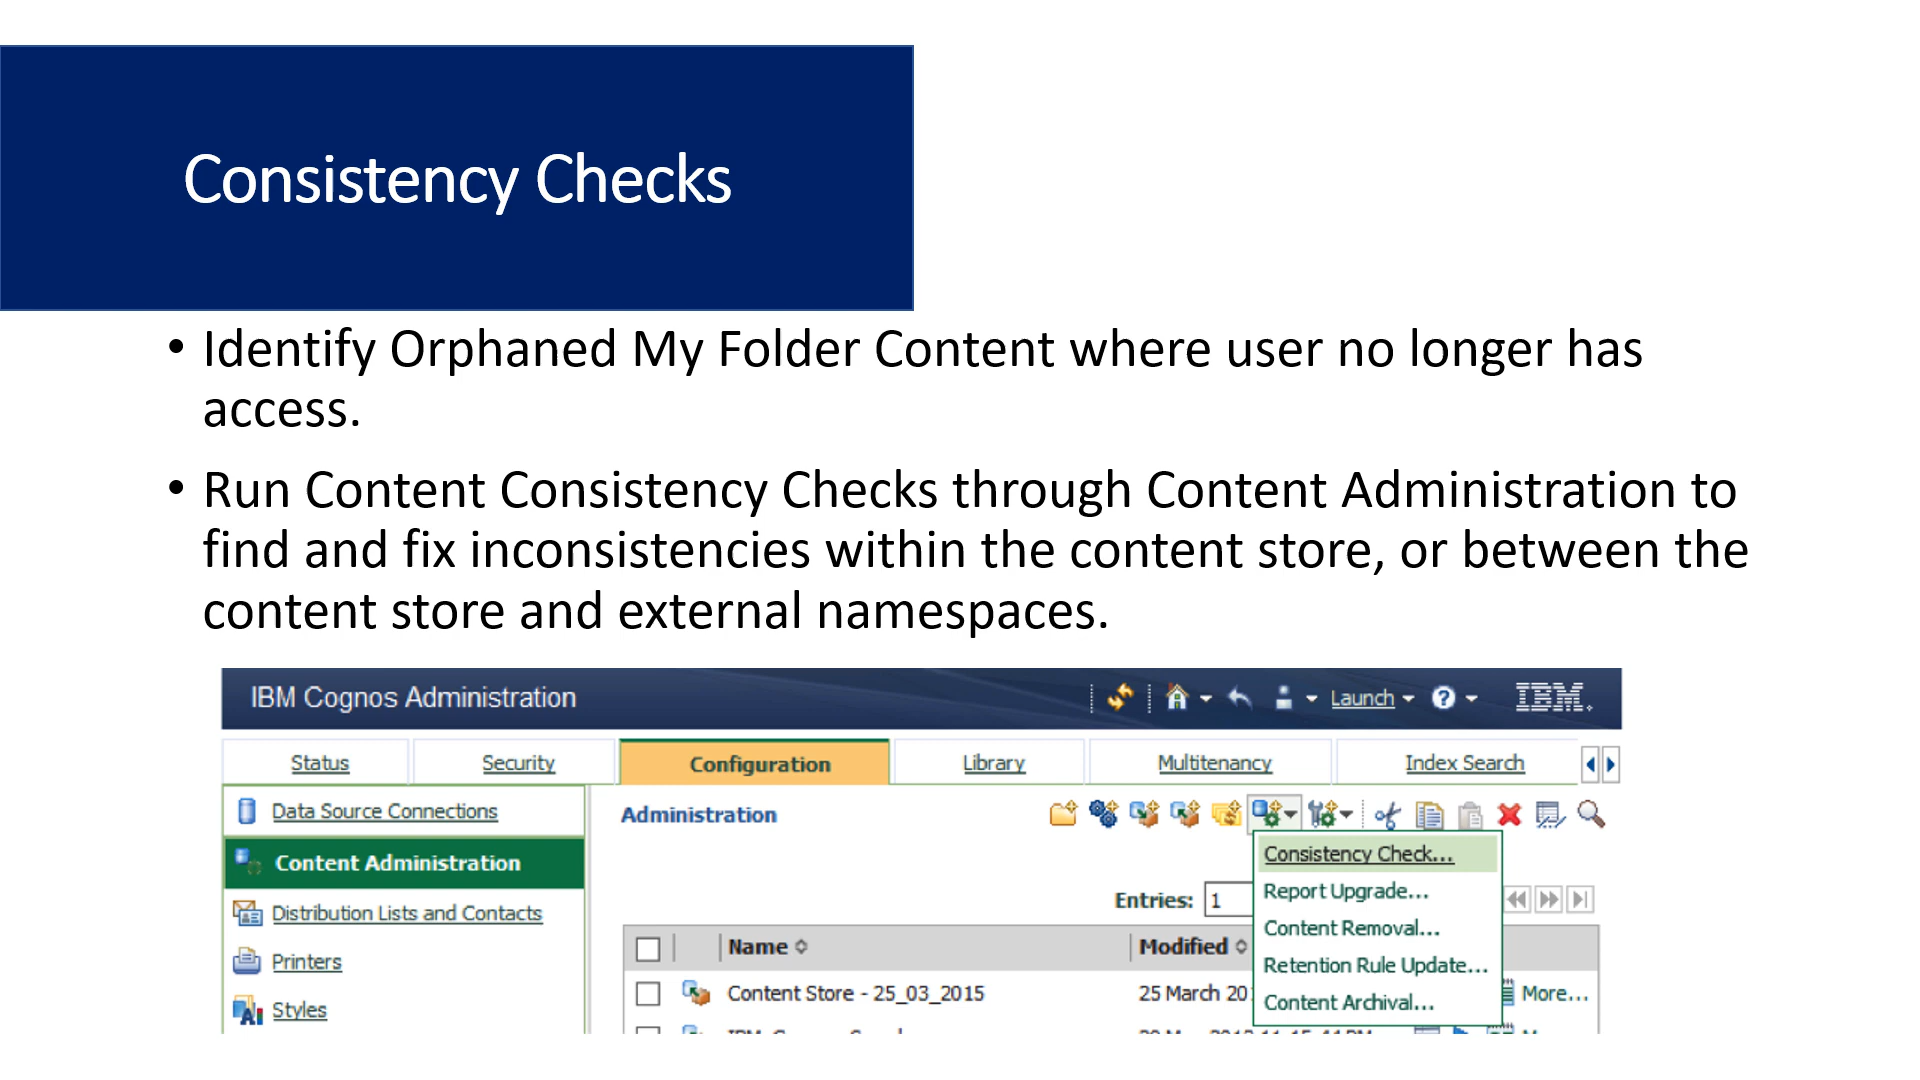 Consistency Checks
• Identify Orphaned My Folder Content where user no longer has
access.
• Run Content Consistency Checks through Content Administration to
find and fix inconsistencies within the content store, or between the
content store and external namespaces.
IBM Cognos Administration
Launch
IBM
Status Security Configuration Library Multitenancy Index Search
Data Source Connections
Administration
Content Administration
Consistency Check...
Report Upgrade...
Entries: 1
Distribution Lists and Contacts
Content Removal...
Name Modified
Printers
Retention Rule Update...
Content Store - 25_03_2015 25 March 20
More...
Content Archival...
Styles